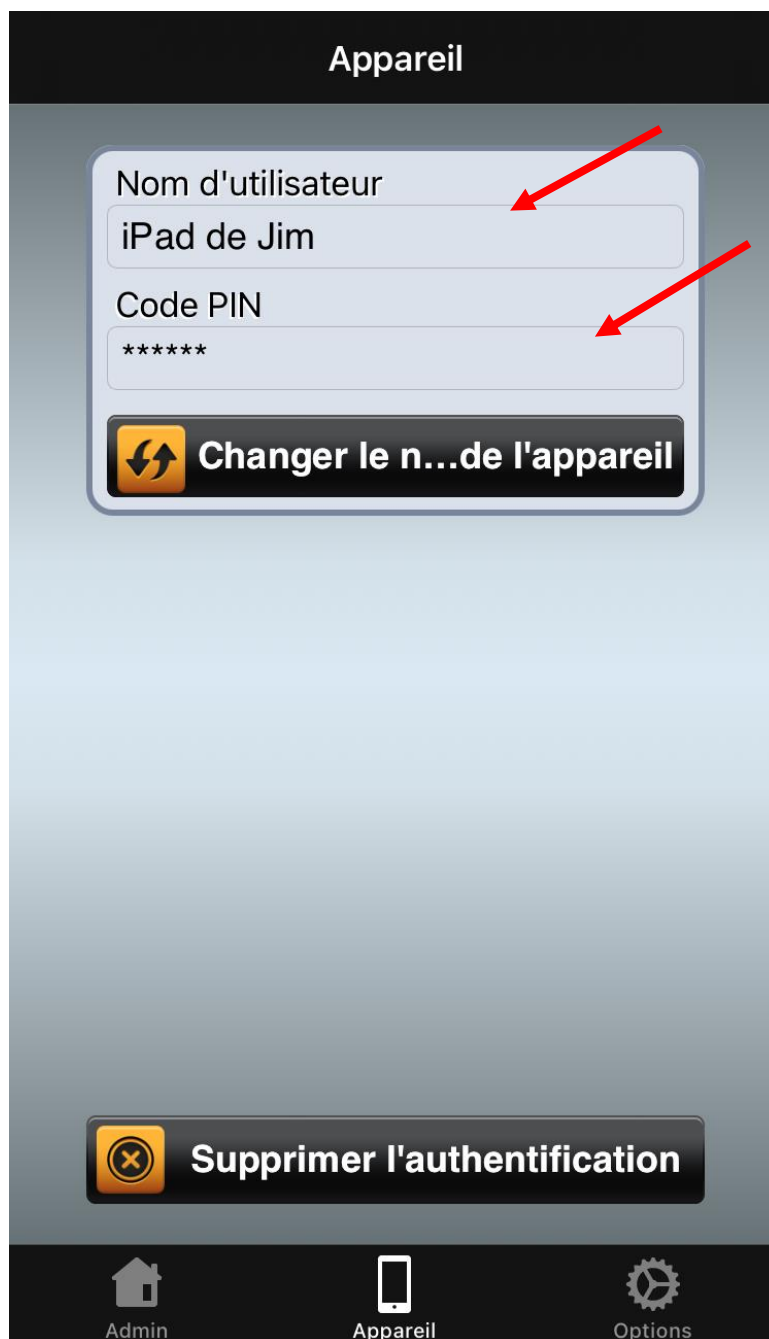 Appareil
Nom d'utilisateur
iPad de Jim
Code PIN
******
Changer le n...de l'appareil
Supprimer l'authentification
Admin
Appareil
Options